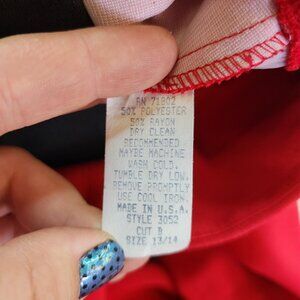 RN 71802
50% POLYESTER
50% RAYON
DRY CLEAN
RECOMMENDED
MAYBE MACHINE
WASH COLD.
TUMBLE DRY LOW.
REMOVE PROMPTLY
USE COOL IRON.
MADE IN U.S.A.
STYLE 3052
CUT B
SIZE 13/14